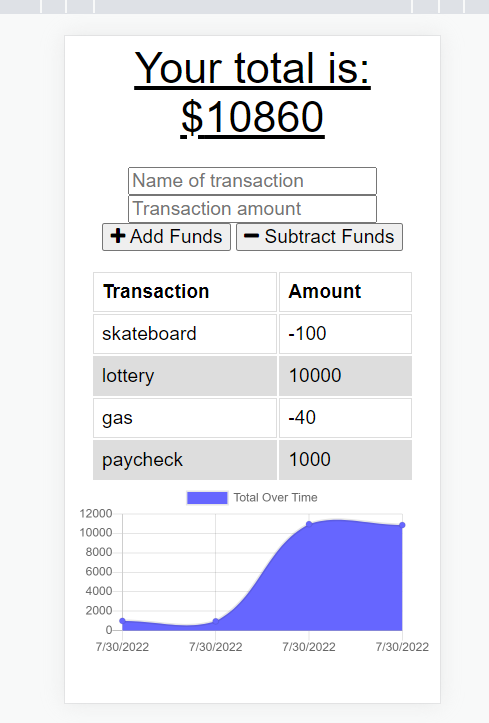 Your total is:
$10860
Name of transaction
Transaction amount
Add Funds Subtract Funds
Transaction Amount
skateboard -100
lottery 10000
gas -40
paycheck 1000
Total Over Time
12000
10000
8000
6000
4000
2000
0
7/30/2022 7/30/2022 7/30/2022 7/30/2022